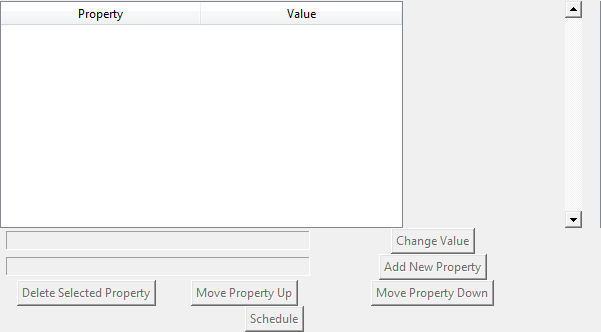 Property Value
Change Value
Add New Property
Delete Selected Property Move Property Up Move Property Down
Schedule